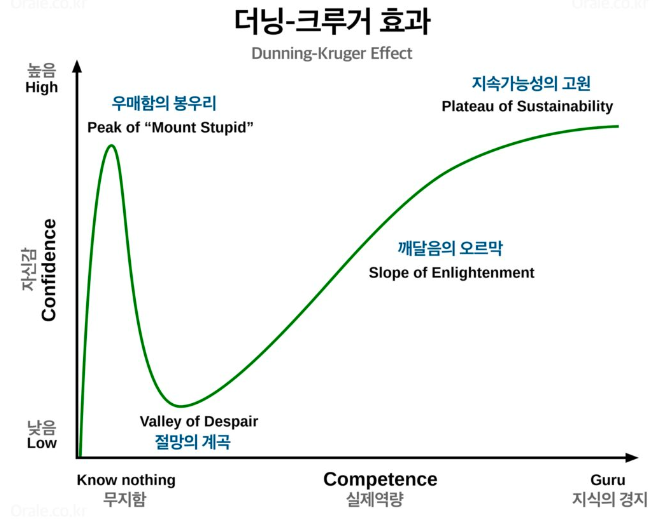 더닝-크루거 효과
Dunning-Kruger Effect
높음
High
우매함의 봉우리
Peak of “Mount Stupid”
지속가능성의 고원
Plateau of Sustainability
자신감
Confidence
깨달음의 오르막
Slope of Enlightenment
Valley of Despair
절망의 계곡
낮음
Low
Know nothing
무지함
Competence
실제역량
Guru
지식의 경지
Orale.co.kr
Orale.co.kr
Orale.co.kr
Orale.co.kr